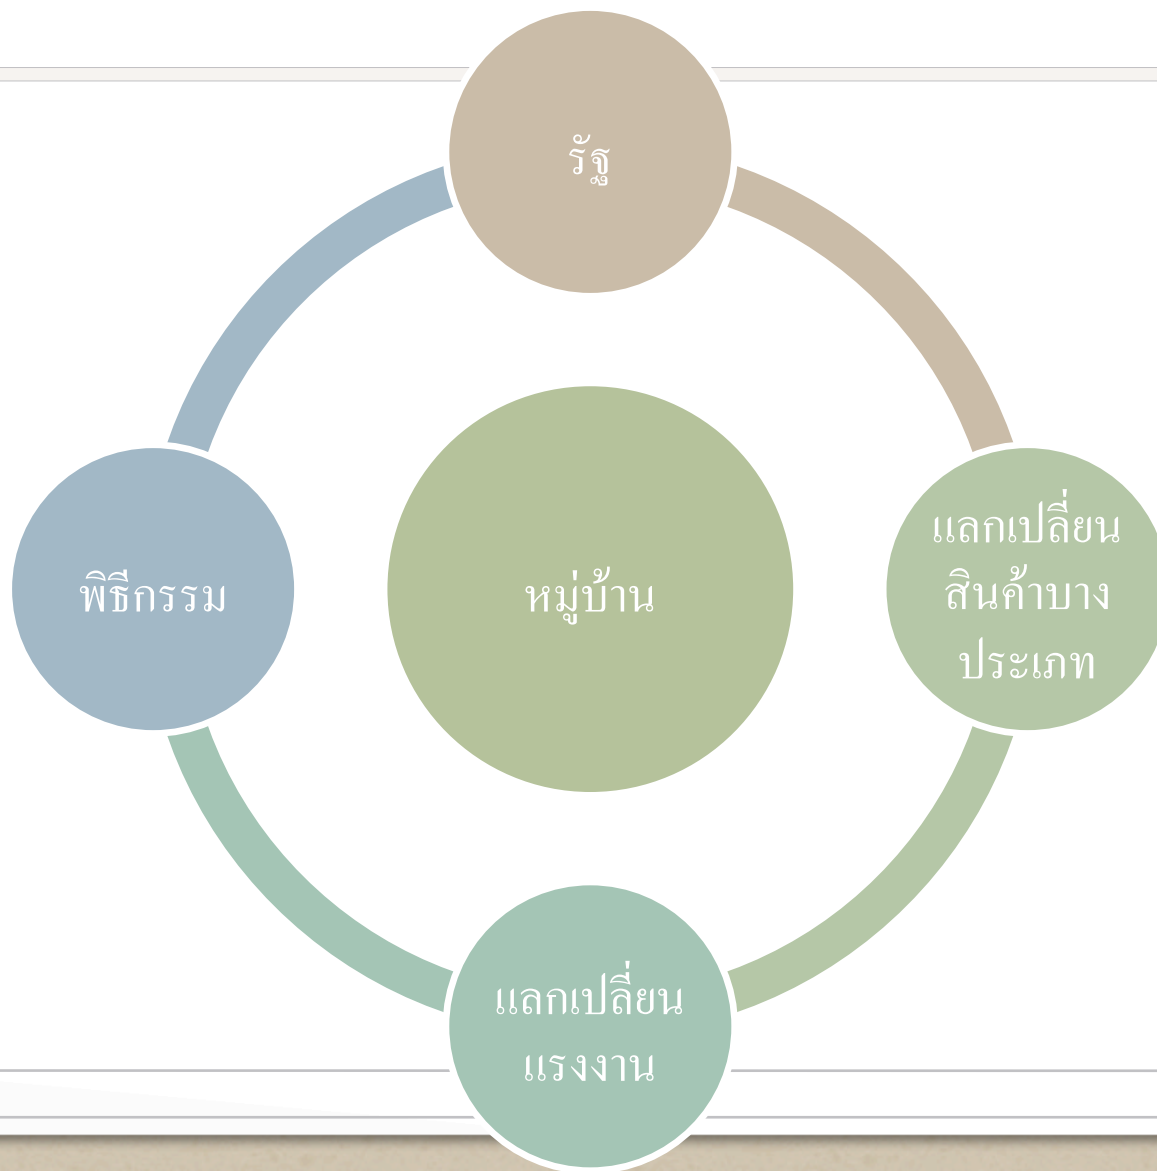 รัฐ
แลกเปลี่ยน
สินค้าบาง
ประเภท
แลกเปลี่ยน
แรงงาน
พิธีกรรม
หมู่บ้าน